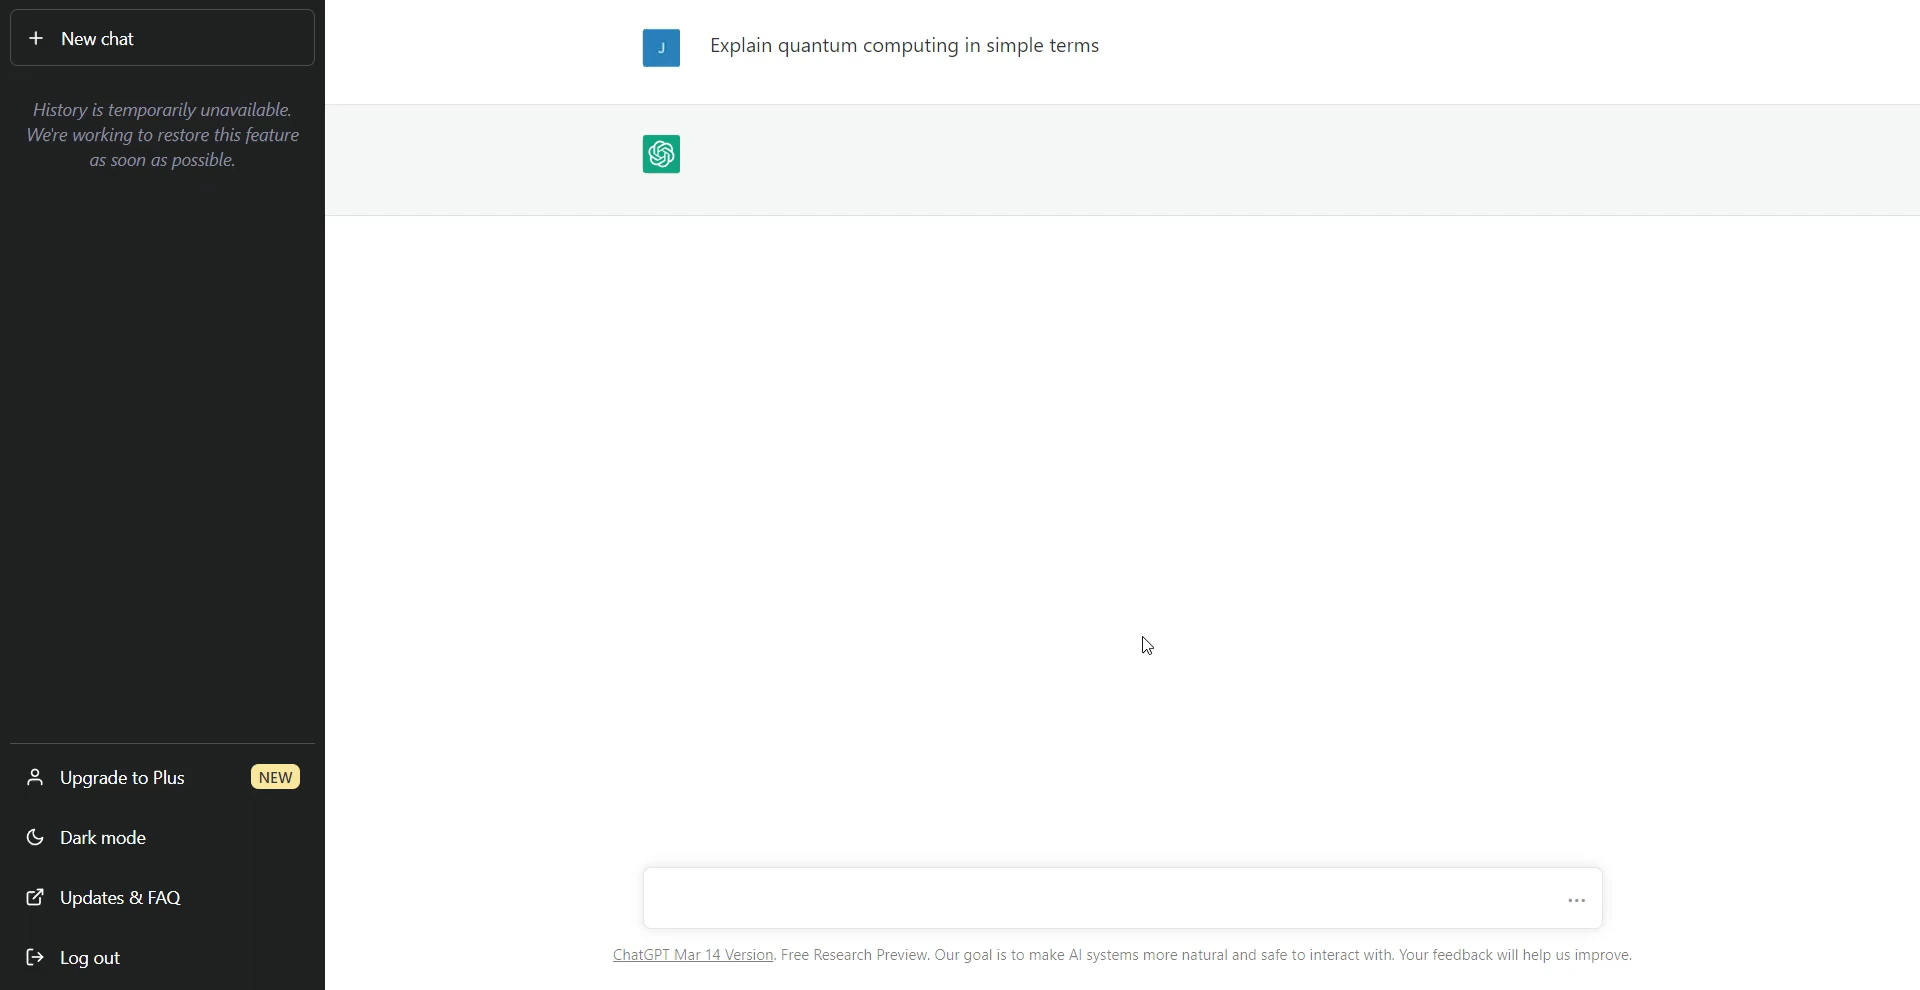 New chat
History is temporarily unavailable.
We're working to restore this feature
as soon as possible.
Upgrade to Plus NEW
Dark mode
Updates & FAQ
Log out
J Explain quantum computing in simple terms
ChatGPT Mar 14 Version. Free Research Preview. Our goal is to make AI systems more natural and safe to interact with. Your feedback will help us improve.